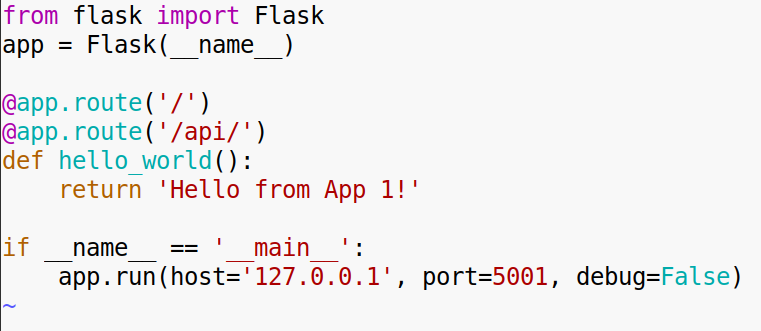 from flask import Flask
app = Flask(__name__)

@app.route('/')
@app.route('/api/')
def hello_world():
    return 'Hello from App 1!'

if __name__ == '__main__':
    app.run(host='127.0.0.1', port=5001, debug=False)
~